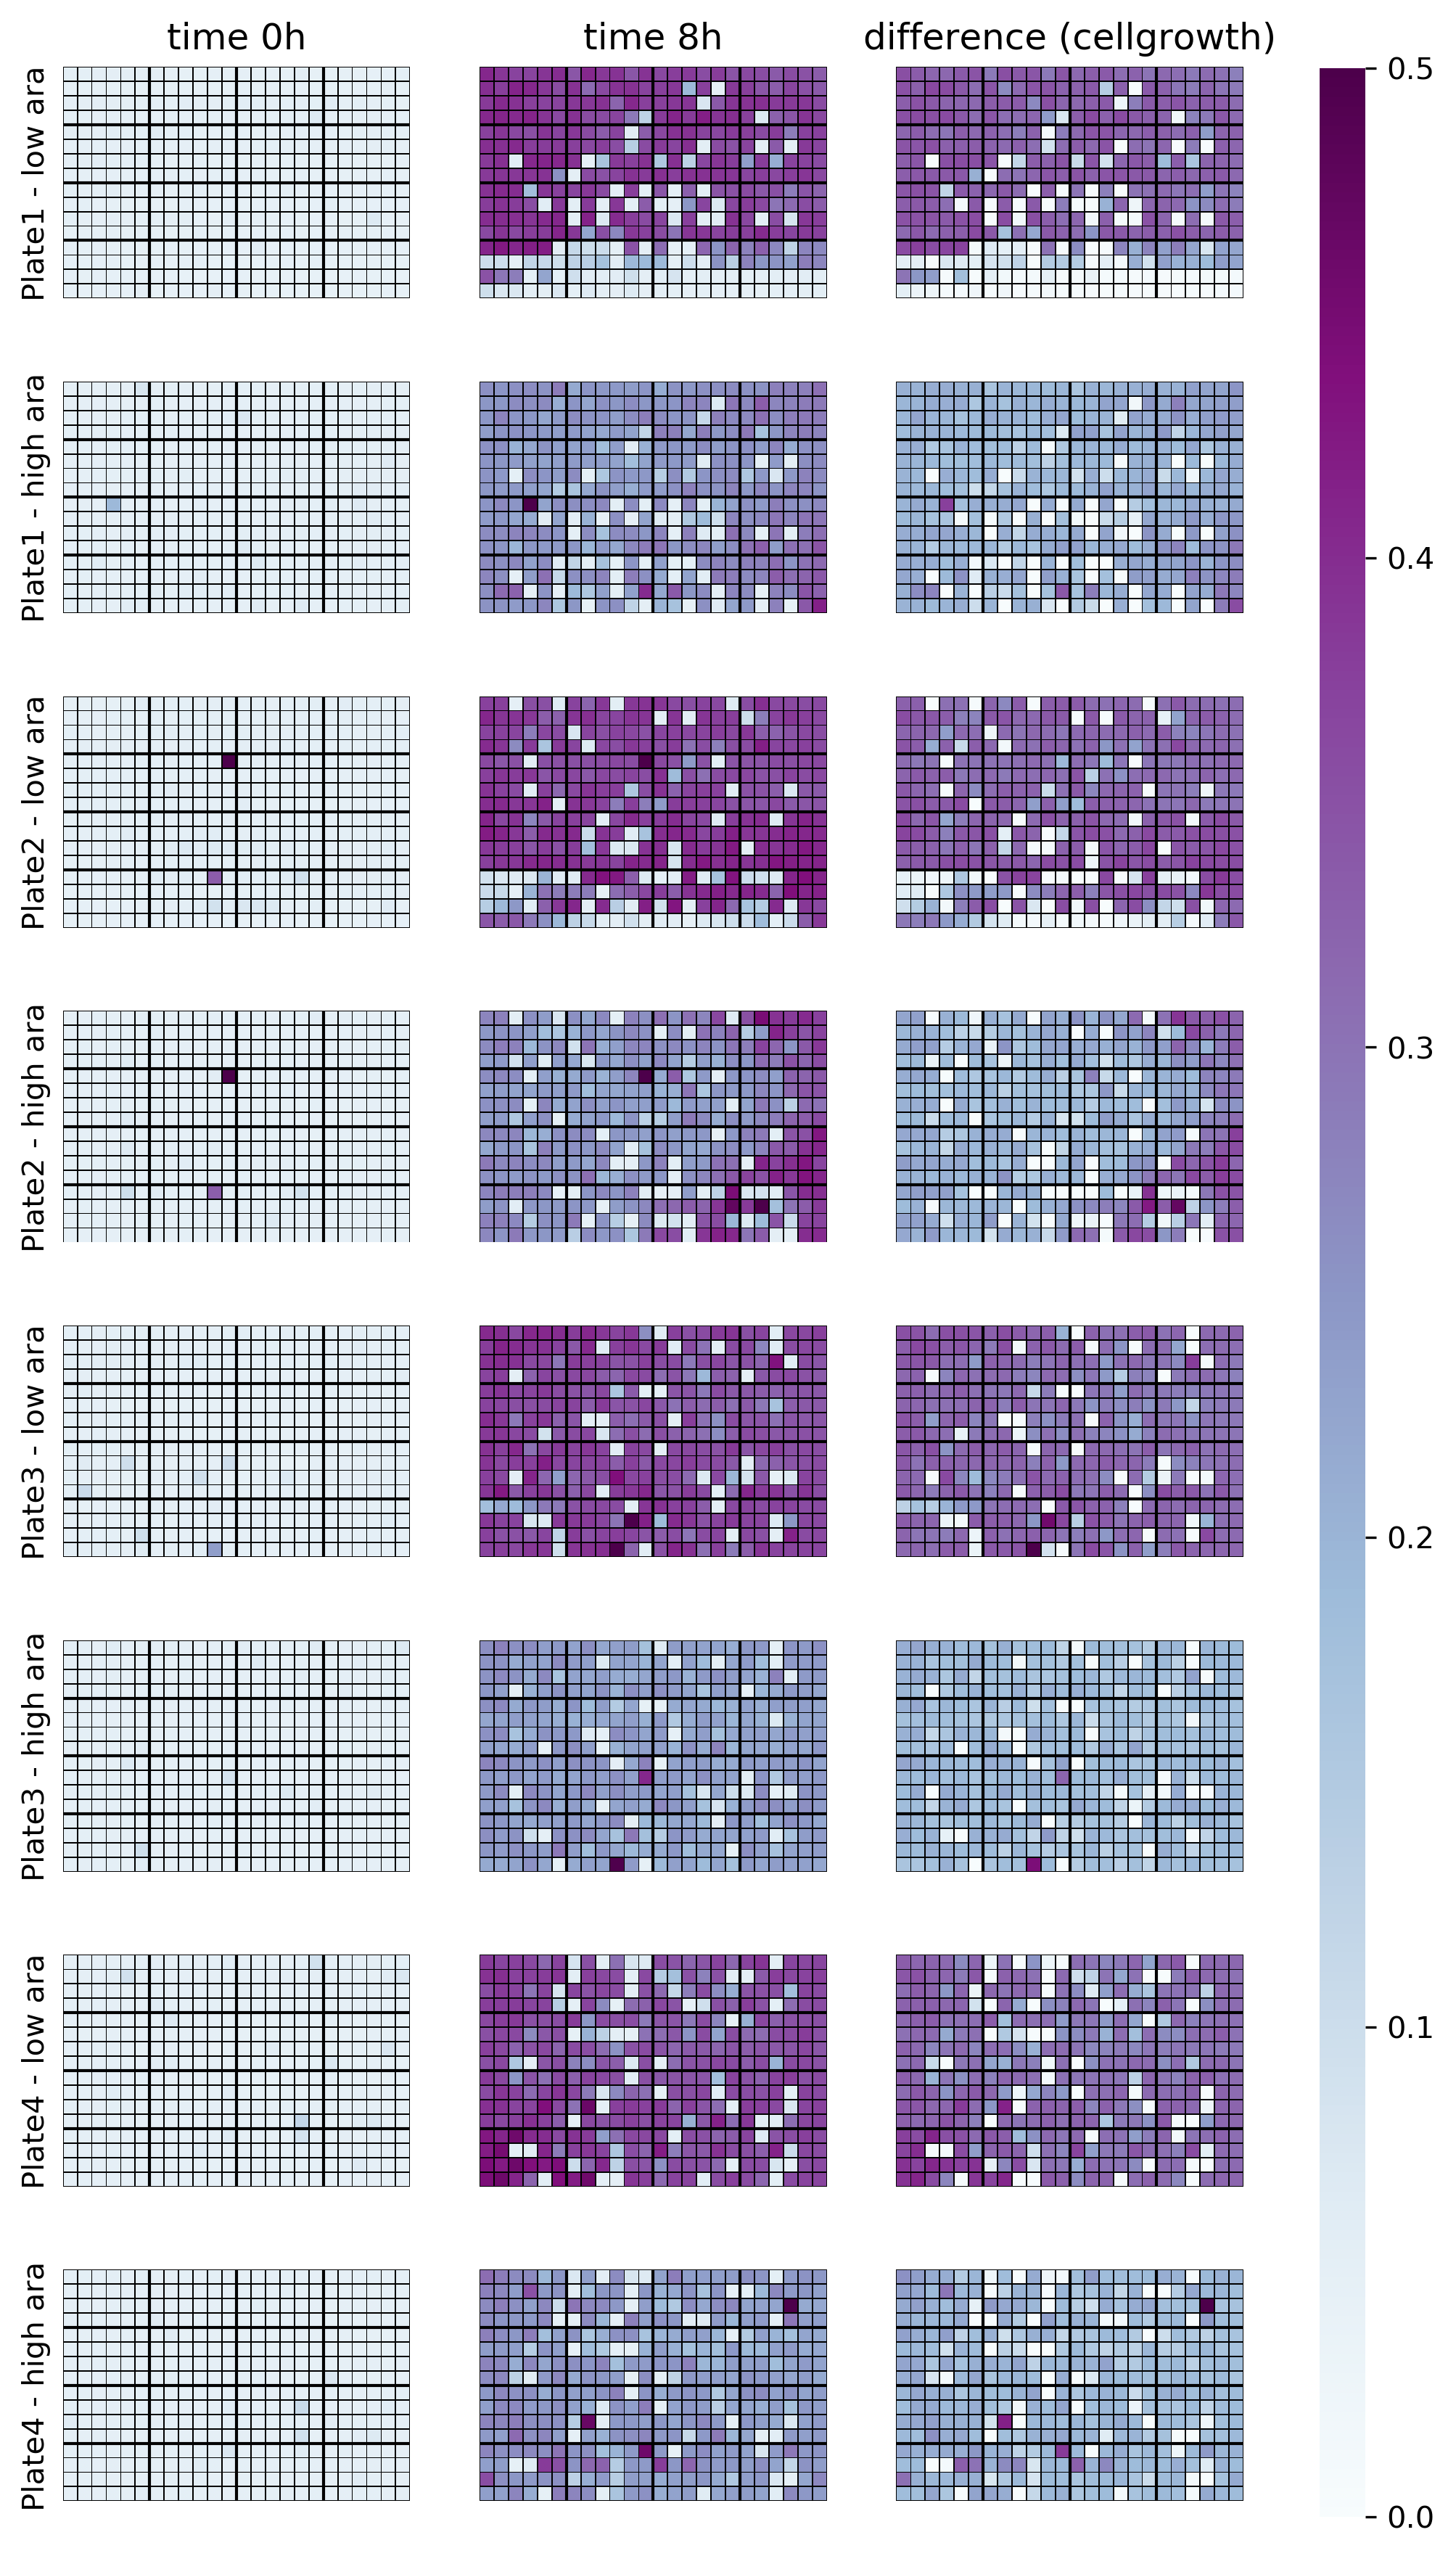 time 0h
time 8h
difference (cellgrowth)
Plate1 - low ara
Plate1 - high ara
Plate2 - low ara
Plate2 - high ara
Plate3 - low ara
Plate3 - high ara
Plate4 - low ara
Plate4 - high ara
0.5
0.4
0.3
0.2
0.1
0.0